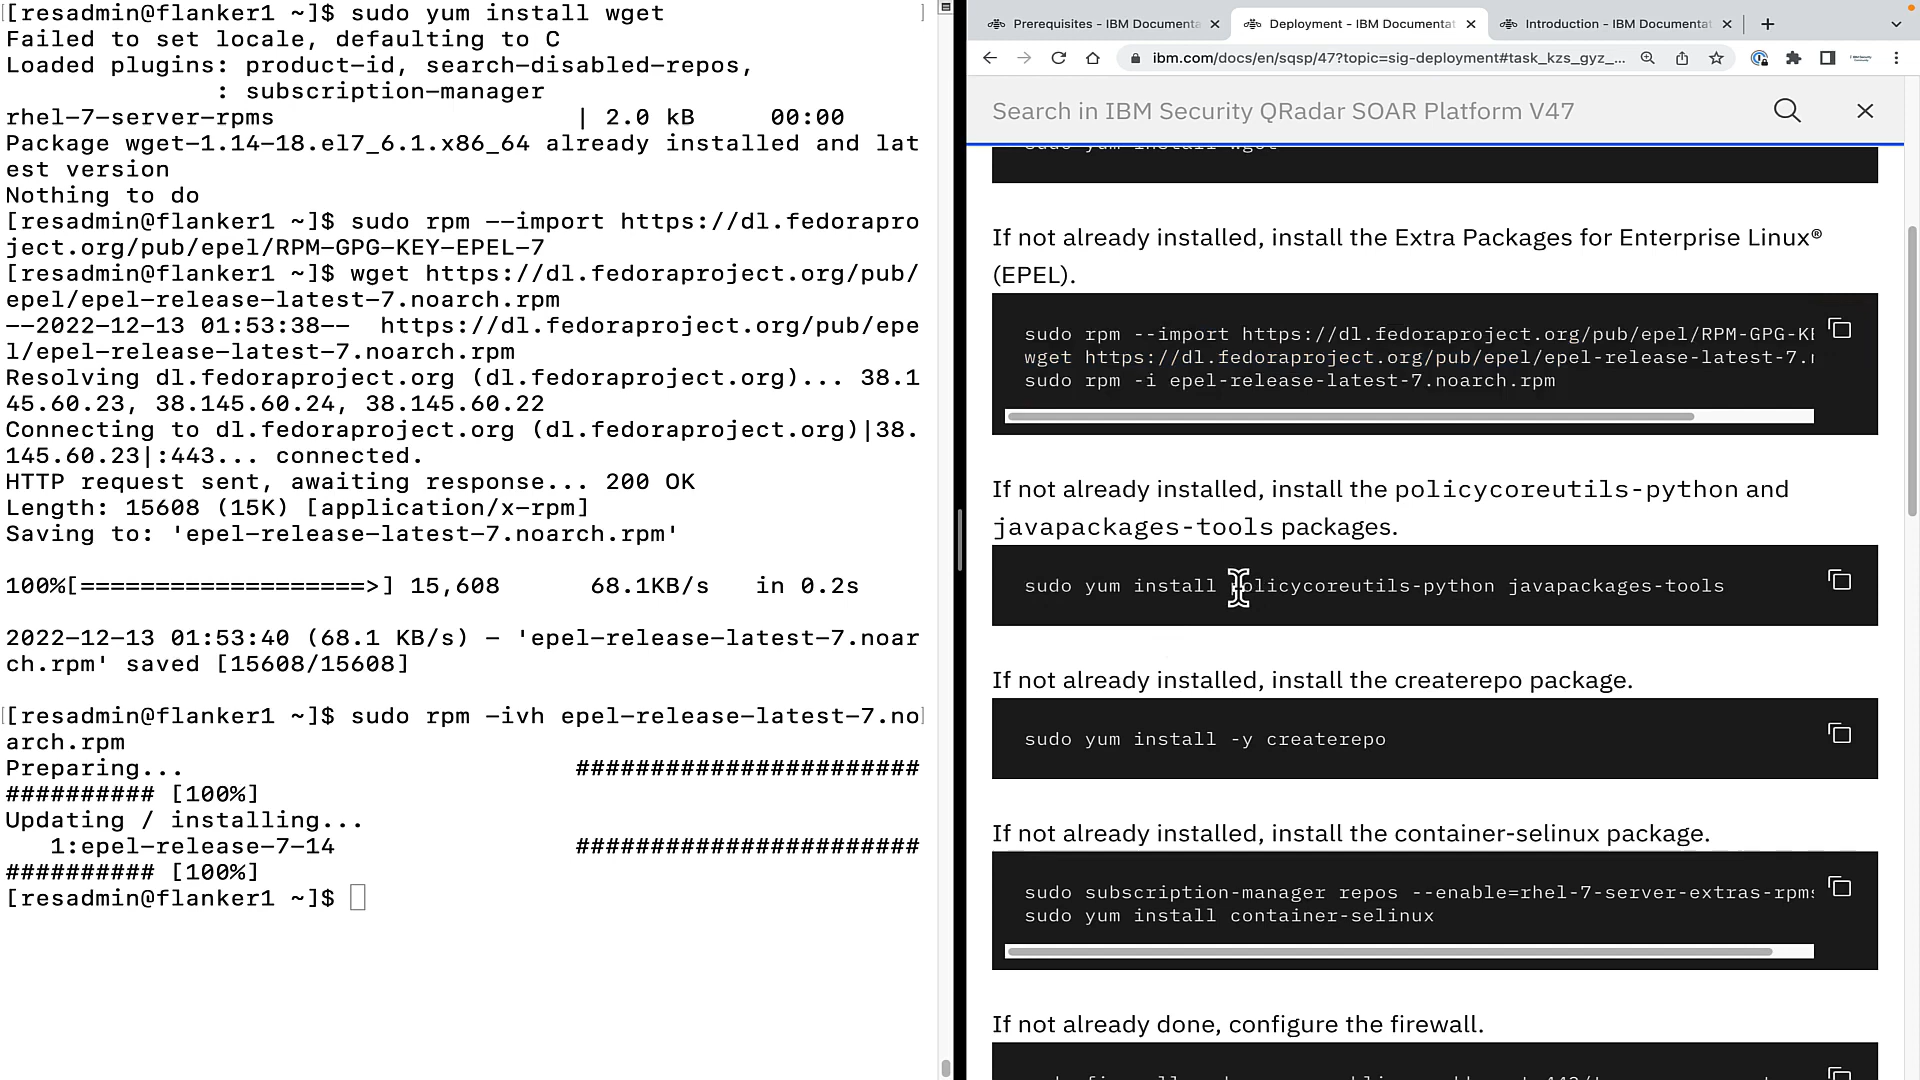 [resadmin@flanker1 ~]$ sudo yum install wget
Failed to set locale, defaulting to C
Loaded plugins: product-id, search-disabled-repos,
              : subscription-manager
rhel-7-server-rpms                    | 2.0 kB     00:00
Package wget-1.14-18.el7_6.1.x86_64 already installed and lat
est version
Nothing to do
[resadmin@flanker1 ~]$ sudo rpm --import https://dl.fedorapro
ject.org/pub/epel/RPM-GPG-KEY-EPEL-7
[resadmin@flanker1 ~]$ wget https://dl.fedoraproject.org/pub/
epel/epel-release-latest-7.noarch.rpm
--2022-12-13 01:53:38--  https://dl.fedoraproject.org/pub/epe
l/epel-release-latest-7.noarch.rpm
Resolving dl.fedoraproject.org (dl.fedoraproject.org)... 38.1
45.60.23, 38.145.60.24, 38.145.60.22
Connecting to dl.fedoraproject.org (dl.fedoraproject.org)|38.
145.60.23|:443... connected.
HTTP request sent, awaiting response... 200 OK
Length: 15608 (15K) [application/x-rpm]
Saving to: 'epel-release-latest-7.noarch.rpm'
100%[===================>] 15,608      68.1KB/s   in 0.2s
2022-12-13 01:53:40 (68.1 KB/s) - 'epel-release-latest-7.noar
ch.rpm' saved [15608/15608]
[resadmin@flanker1 ~]$ sudo rpm -ivh epel-release-latest-7.no
arch.rpm
Preparing...                          #######################
########## [100%]
Updating / installing...
   1:epel-release-7-14                #######################
########## [100%]
[resadmin@flanker1 ~]$
Prerequisites - IBM Documenta
Deployment - IBM Documentat
Introduction - IBM Documentat
ibm.com/docs/en/sqsp/47?topic=sig-deployment#task_kzs_gyz_...
Search in IBM Security QRadar SOAR Platform V47
sudo yum install wget
If not already installed, install the Extra Packages for Enterprise Linux®
(EPEL).
sudo rpm --import https://dl.fedoraproject.org/pub/epel/RPM-GPG-KE
wget https://dl.fedoraproject.org/pub/epel/epel-release-latest-7.
sudo rpm -i epel-release-latest-7.noarch.rpm
If not already installed, install the policycoreutils-python and
javapackages-tools packages.
sudo yum install policycoreutils-python javapackages-tools
If not already installed, install the createrepo package.
sudo yum install -y createrepo
If not already installed, install the container-selinux package.
sudo subscription-manager repos --enable=rhel-7-server-extras-rpms
sudo yum install container-selinux
If not already done, configure the firewall.